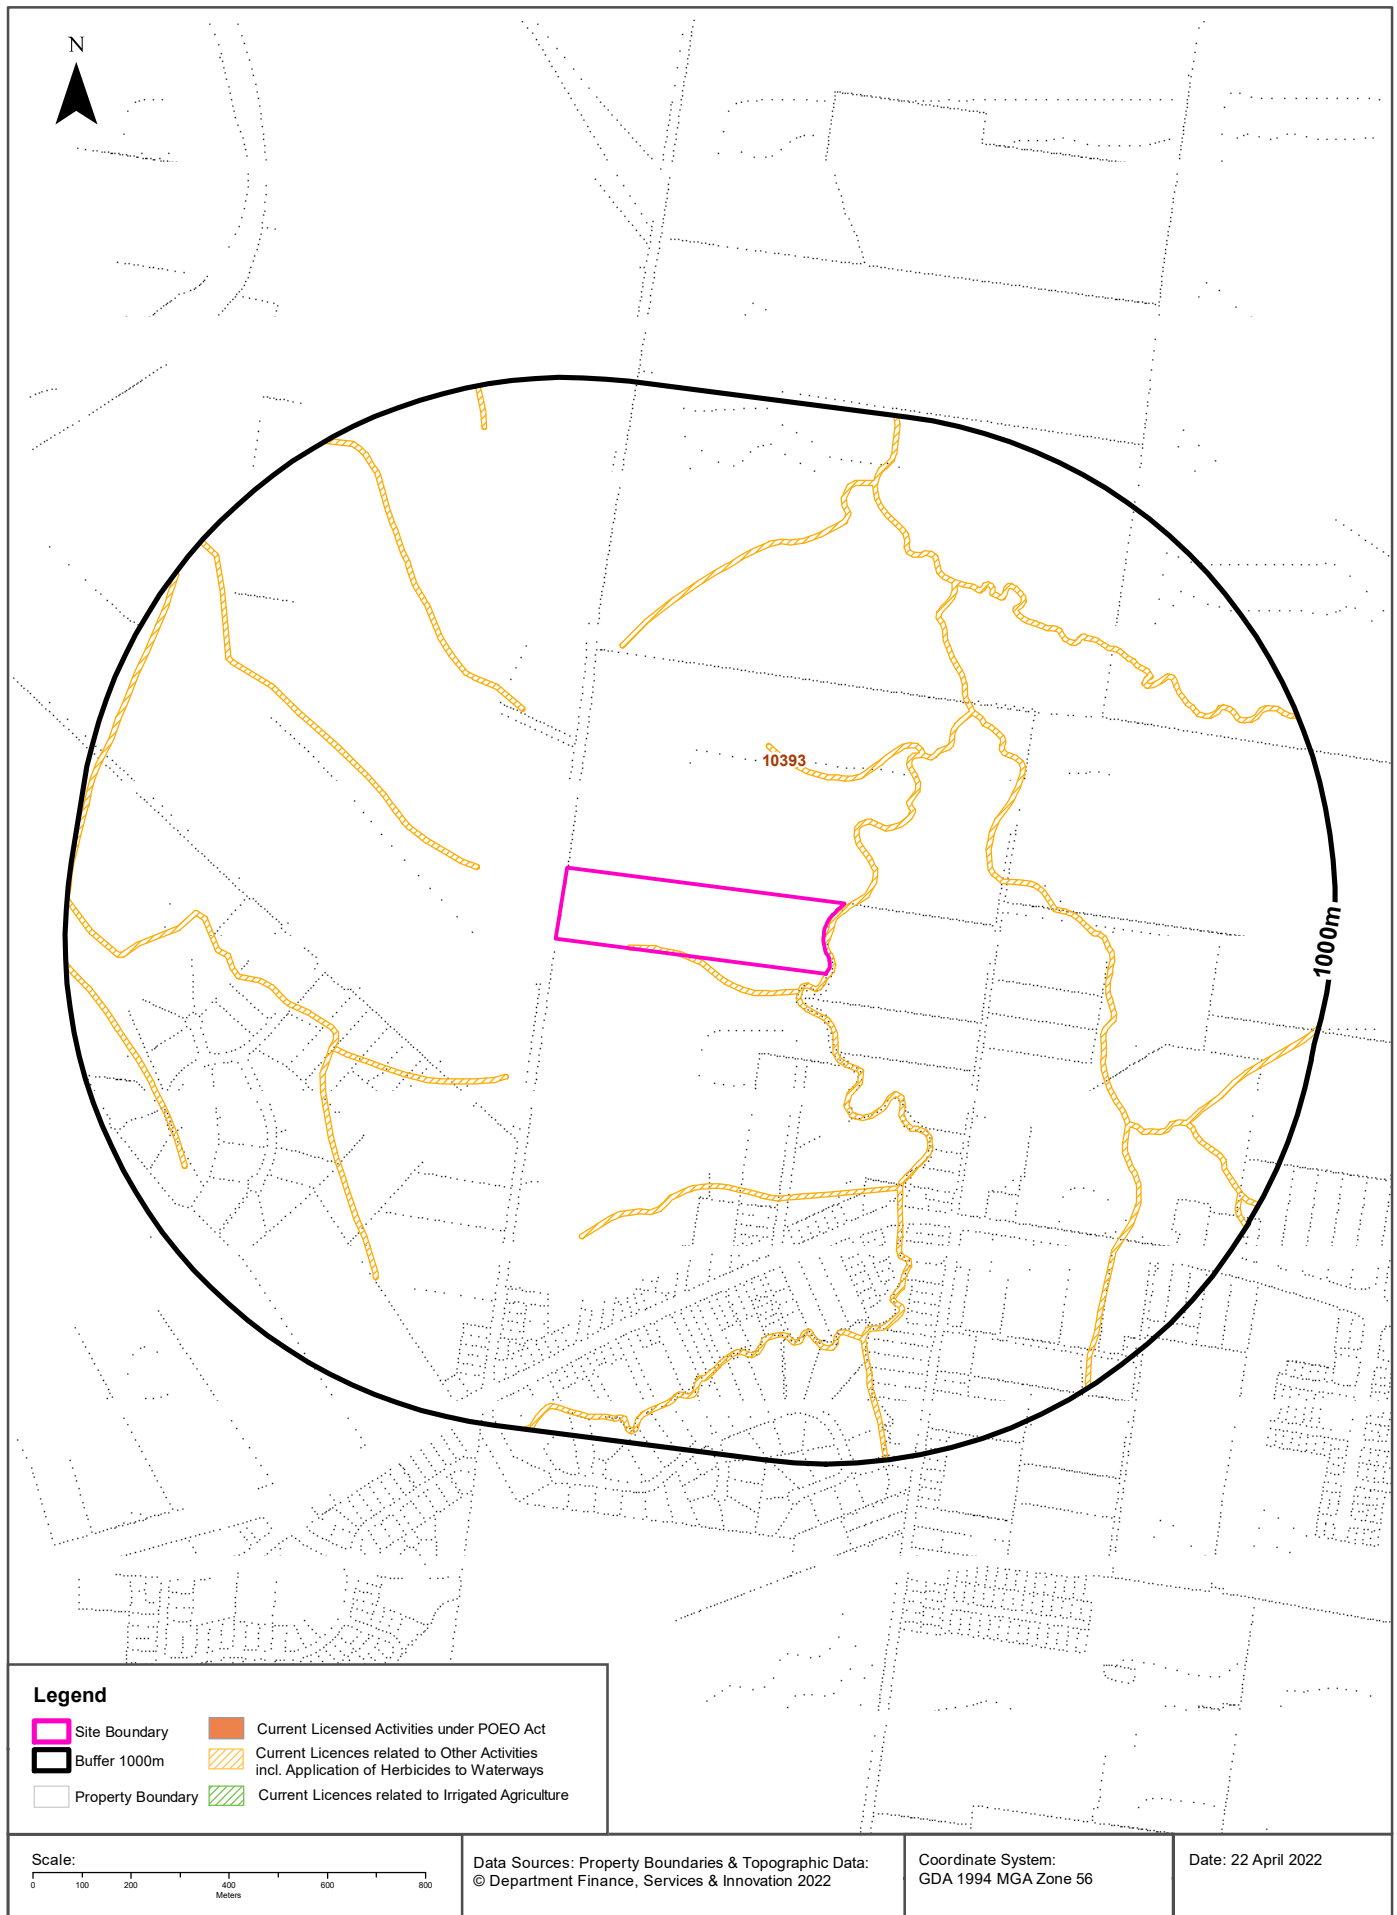 N
10393
1000m
Legend
Site Boundary
Buffer 1000m
Property Boundary
Current Licensed Activities under POEO Act
Current Licences related to Other Activities
incl. Application of Herbicides to Waterways
Current Licences related to Irrigated Agriculture
Scale:
0 100 200 400 600 800
Meters
Data Sources: Property Boundaries & Topographic Data:
© Department Finance, Services & Innovation 2022
Coordinate System:
GDA 1994 MGA Zone 56
Date: 22 April 2022